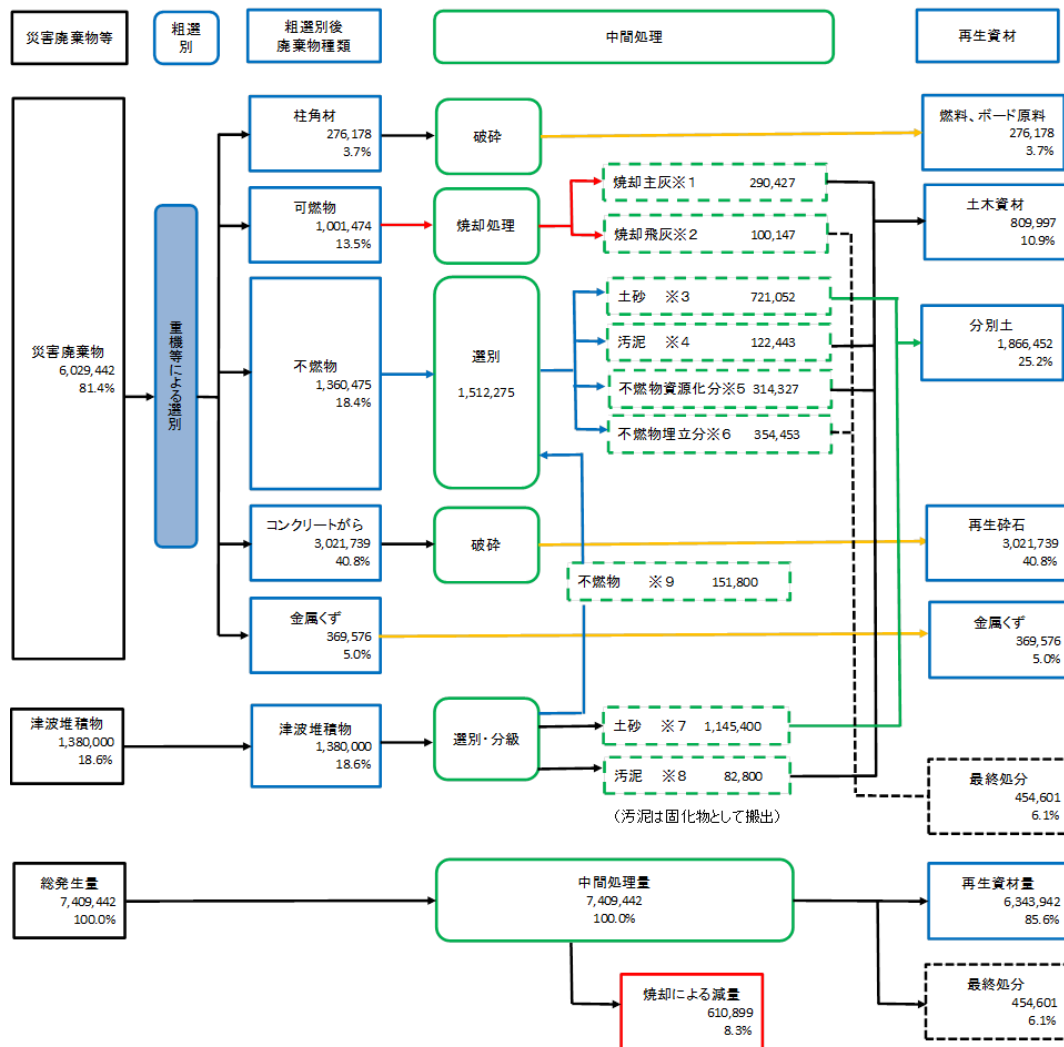 災害廃棄物等
粗選
別
粗選別後
廃棄物種類
中間処理
再生資材
災害廃棄物
6,029,442
81.4%
重機等による選別
柱角材
276,178
3.7%
破砕
燃料、ボード原料
276,178
3.7%
可燃物
1,001,474
13.5%
焼却処理
焼却主灰※1 290,427
焼却飛灰※2 100,147
土木資材
809,997
10.9%
不燃物
1,360,475
18.4%
選別
1,512,275
土砂 ※3 721,052
汚泥 ※4 122,443
不燃物資源化分※5 314,327
不燃物埋立分※6 354,453
分別土
1,866,452
25.2%
コンクリートがら
3,021,739
40.8%
破砕
再生砕石
3,021,739
40.8%
不燃物 ※9 151,800
金属くず
369,576
5.0%
金属くず
369,576
5.0%
津波堆積物
1,380,000
18.6%
津波堆積物
1,380,000
18.6%
選別・分級
土砂 ※7 1,145,400
汚泥 ※8 82,800
(汚泥は固化物として搬出)
最終処分
454,601
6.1%
総発生量
7,409,442
100.0%
中間処理量
7,409,442
100.0%
再生資材量
6,343,942
85.6%
焼却による減量
610,899
8.3%
最終処分
454,601
6.1%